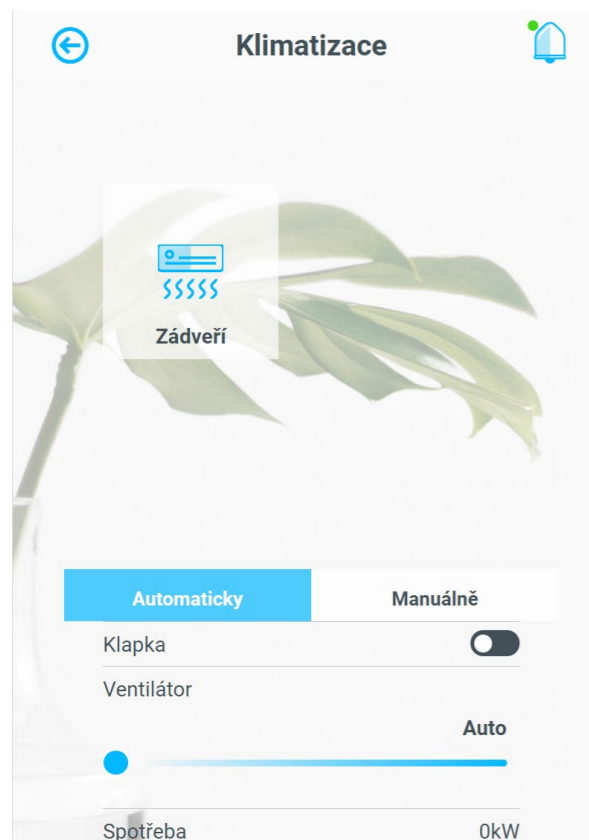 Klimatizace
Zádveří
Automaticky Manuálně
Klapka
Ventilátor
Auto
Spotřeba 0kW